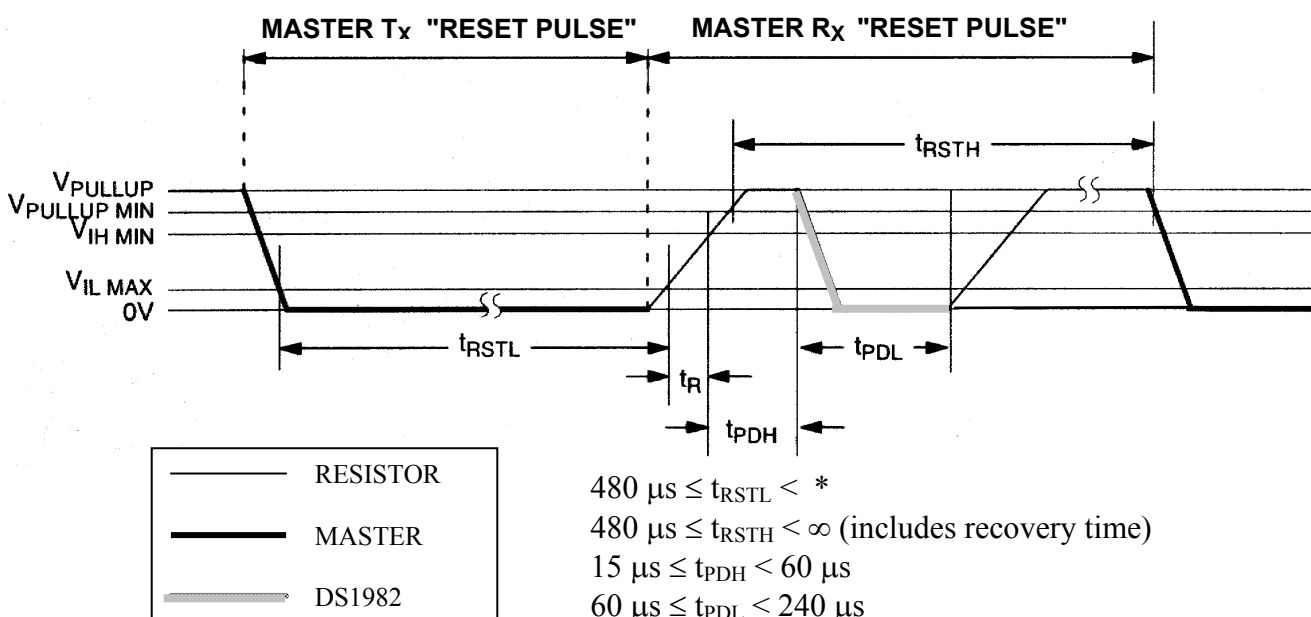 MASTER TX "RESET PULSE"
MASTER RX "RESET PULSE"
tRSTH
VPULLUP
VPULLUP MIN
VIH MIN
VIL MAX
0V
tRSTL
tPDL
tR
tPDH
RESISTOR
MASTER
DS1982
480 μs ≤ tRSTL < *
480 μs ≤ tRSTH < ∞ (includes recovery time)
15 μs ≤ tPDH < 60 μs
60 μs ≤ tPDL < 240 μs